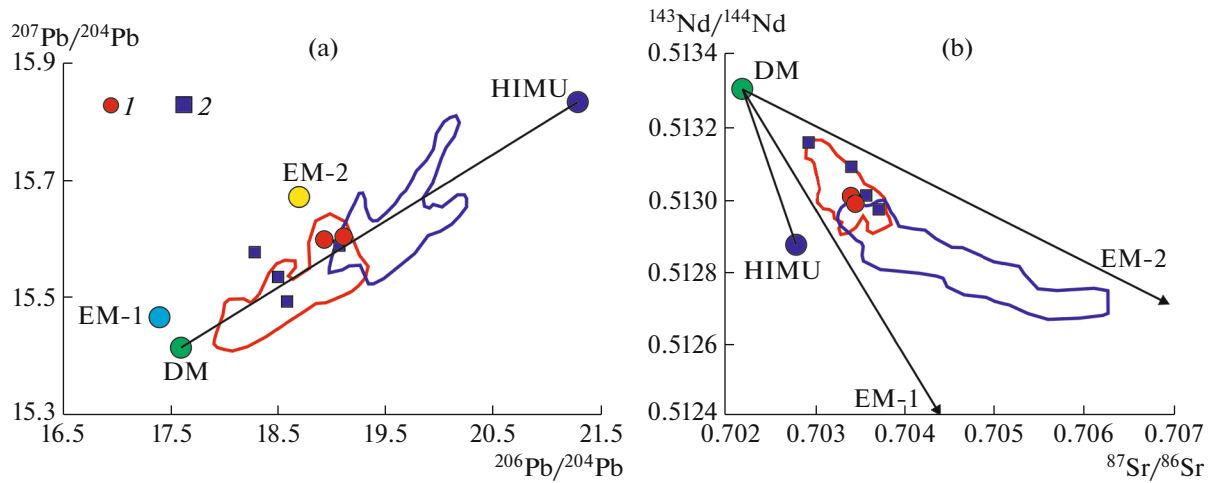 ²⁰⁷Pb/²⁰⁴Pb
(a)
15.9
1
2
HIMU
EM-2
15.7
15.5
EM-1
DM
15.3
16.5 17.5 18.5 19.5 20.5 21.5
²⁰⁶Pb/²⁰⁴Pb
¹⁴³Nd/¹⁴⁴Nd
(b)
0.5134
DM
0.5132
0.5130
HIMU
EM-2
0.5128
0.5126
EM-1
0.5124
0.702 0.703 0.704 0.705 0.706 0.707
⁸⁷Sr/⁸⁶Sr